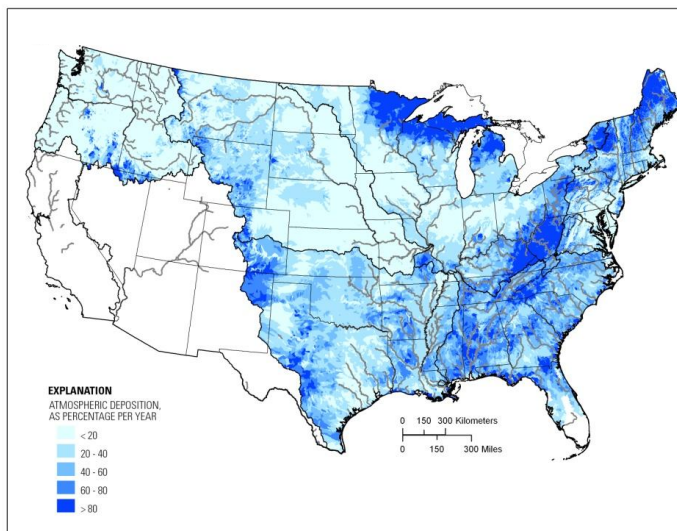 EXPLANATION
ATMOSPHERIC DEPOSITION,
AS PERCENTAGE PER YEAR
< 20
20 - 40
40 - 60
60 - 80
> 80
0 150 300 Kilometers
0 150 300 Miles